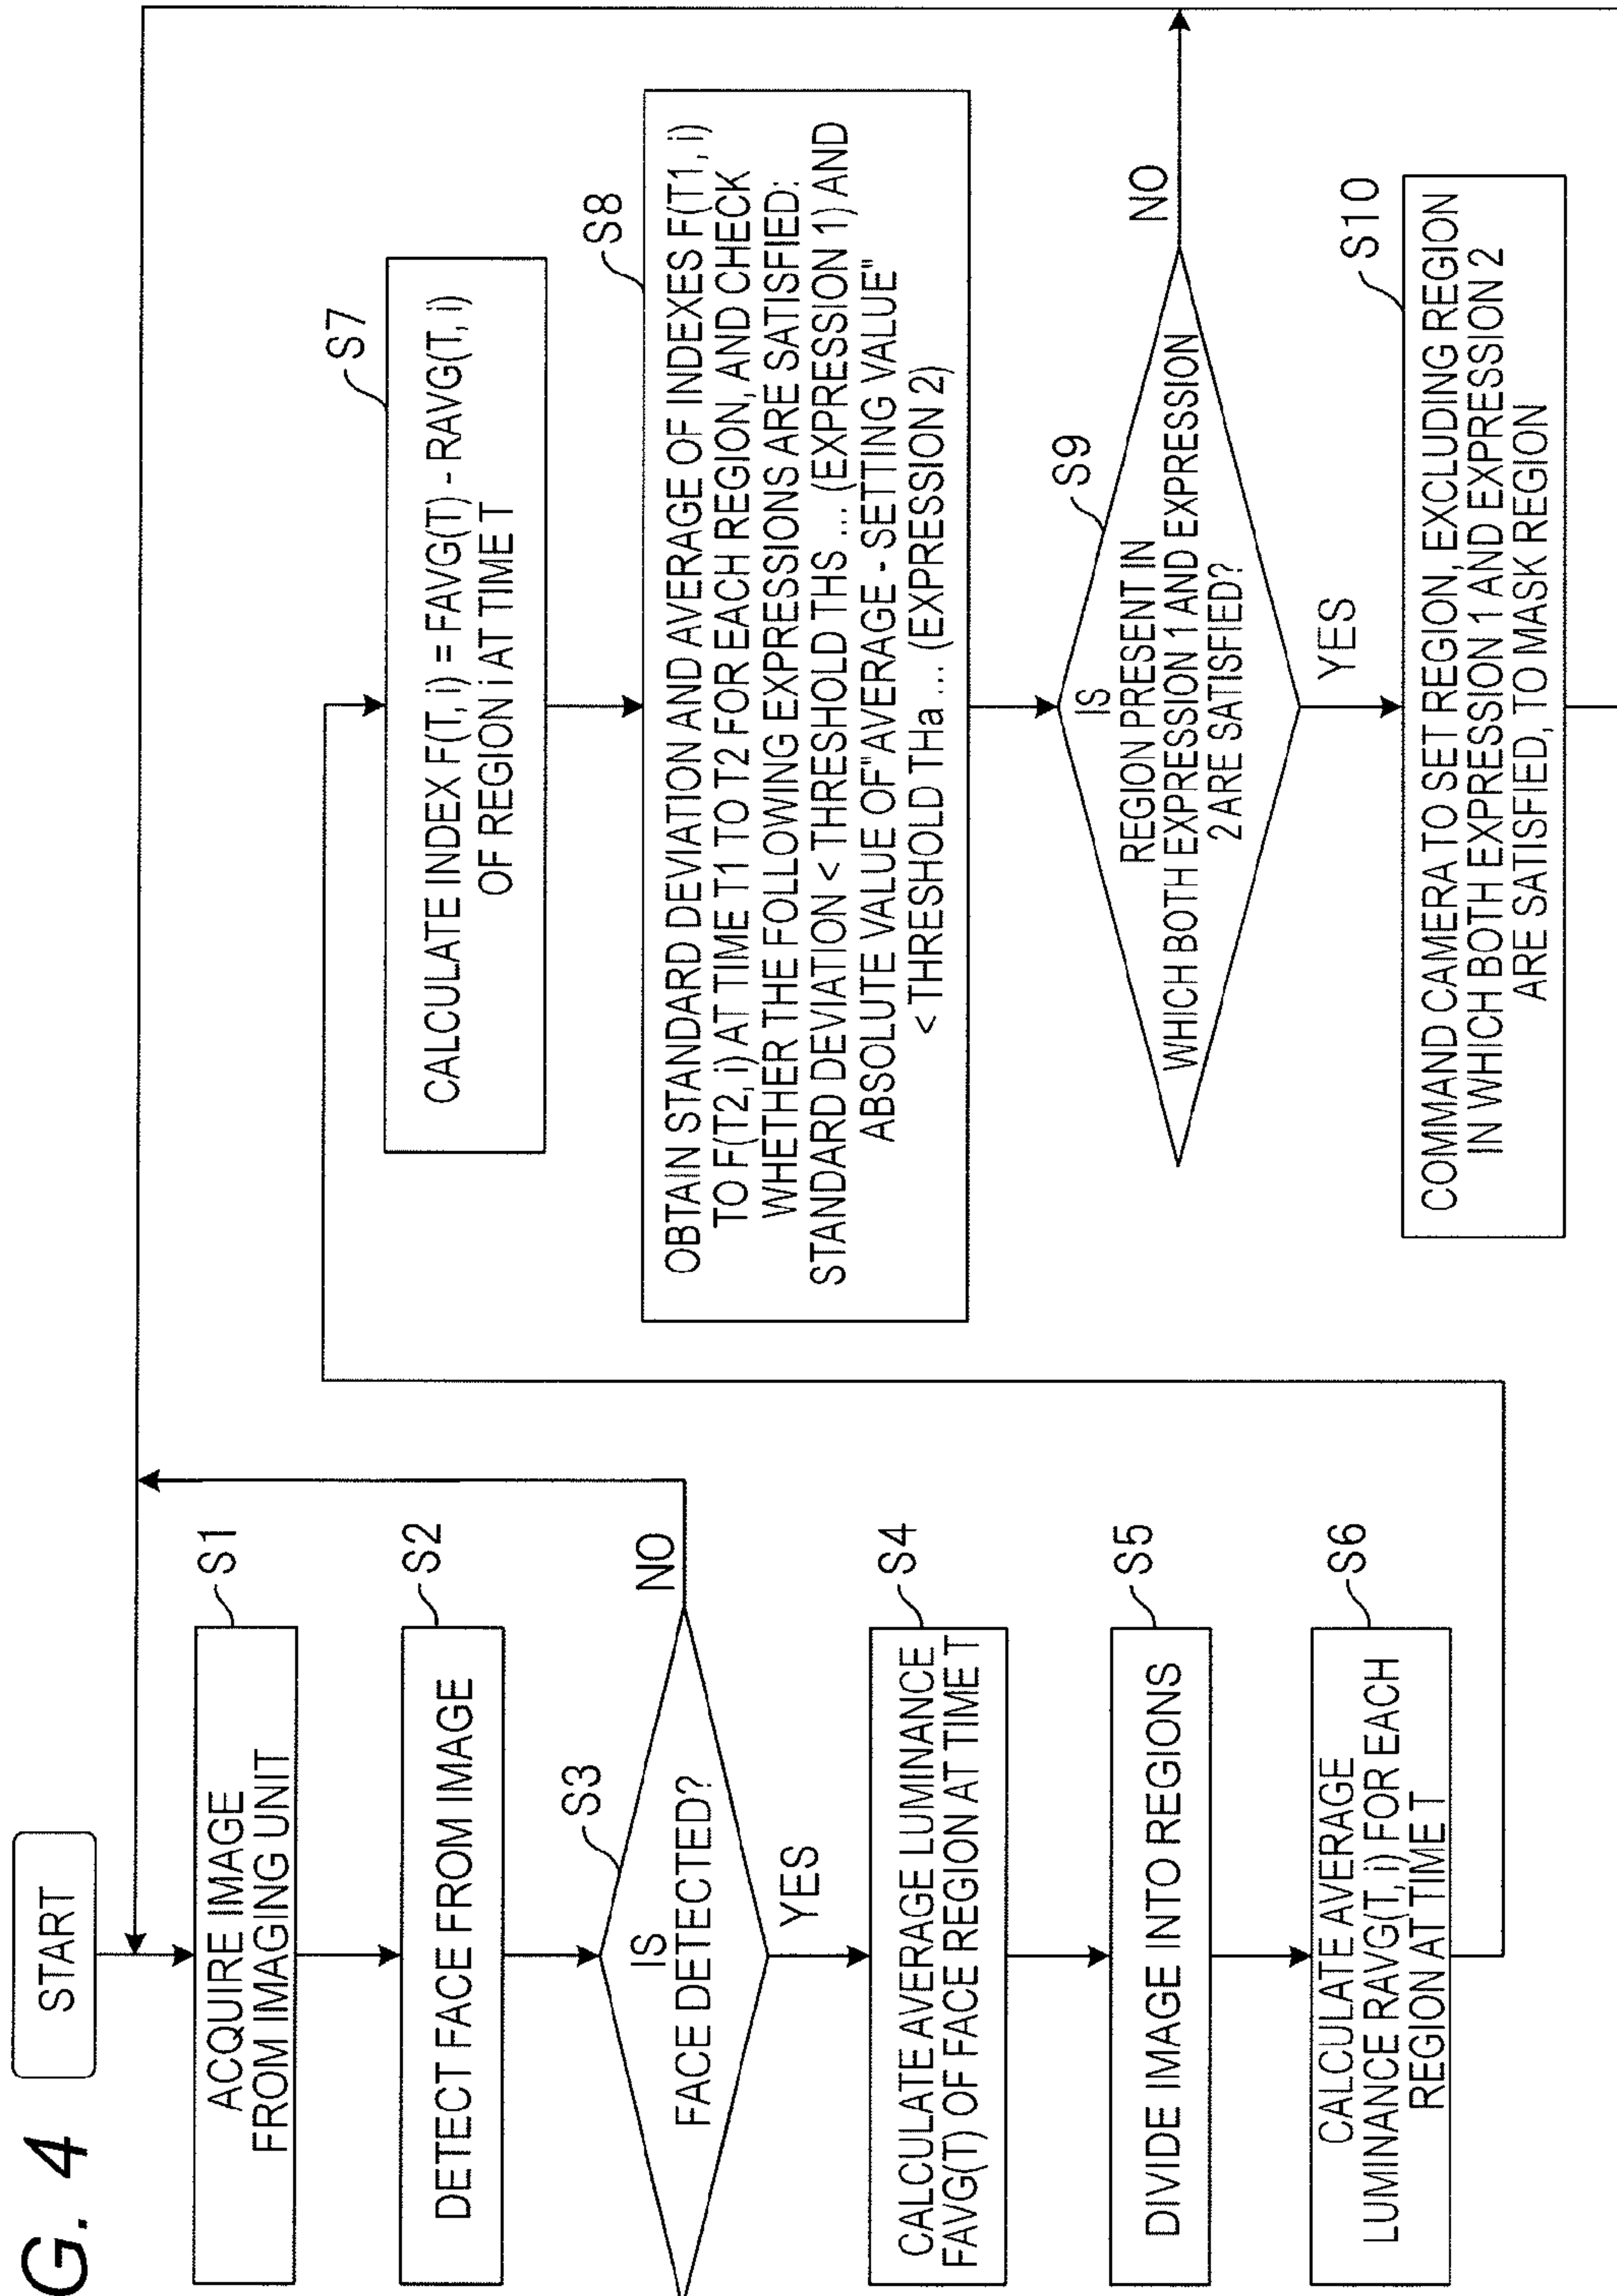 G. 4
START
S1
ACQUIRE IMAGE
FROM IMAGING UNIT
S2
DETECT FACE FROM IMAGE
S3
IS
FACE DETECTED?
NO
YES
S4
CALCULATE AVERAGE LUMINANCE
FAVG(T) OF FACE REGION AT TIME T
S5
DIVIDE IMAGE INTO REGIONS
S6
CALCULATE AVERAGE
LUMINANCE RAVG(T, i) FOR EACH
REGION AT TIME T
S7
CALCULATE INDEX F(T, i) = FAVG(T) - RAVG(T, i)
OF REGION i AT TIME T
S8
OBTAIN STANDARD DEVIATION AND AVERAGE OF INDEXES F(T1, i)
TO F(T2, i) AT TIME T1 TO T2 FOR EACH REGION, AND CHECK
WHETHER THE FOLLOWING EXPRESSIONS ARE SATISFIED:
STANDARD DEVIATION < THRESHOLD THS ... (EXPRESSION 1) AND
ABSOLUTE VALUE OF"AVERAGE - SETTING VALUE"
< THRESHOLD THa ... (EXPRESSION 2)
S9
IS
REGION PRESENT IN
WHICH BOTH EXPRESSION 1 AND EXPRESSION
2 ARE SATISFIED?
NO
YES
S10
COMMAND CAMERA TO SET REGION, EXCLUDING REGION
IN WHICH BOTH EXPRESSION 1 AND EXPRESSION 2
ARE SATISFIED, TO MASK REGION